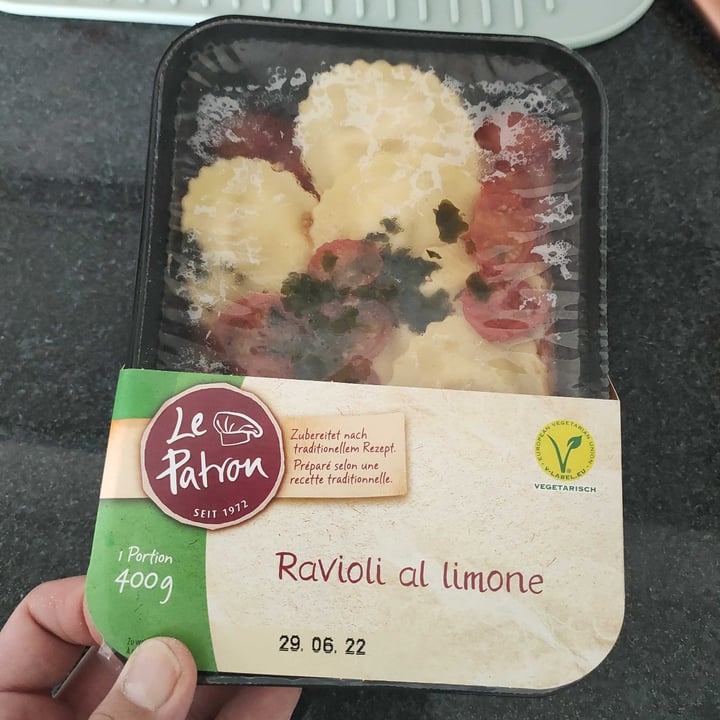 Le
Patron
SEIT 1972
Zubereitet nach
traditionellem Rezept.
Préparé selon une
recette traditionnelle.
EUROPEAN VEGETARIAN UNION
V-LABEL.EU
VEGETARISCH
1 Portion
400g
Ravioli al limone
29. 06. 22